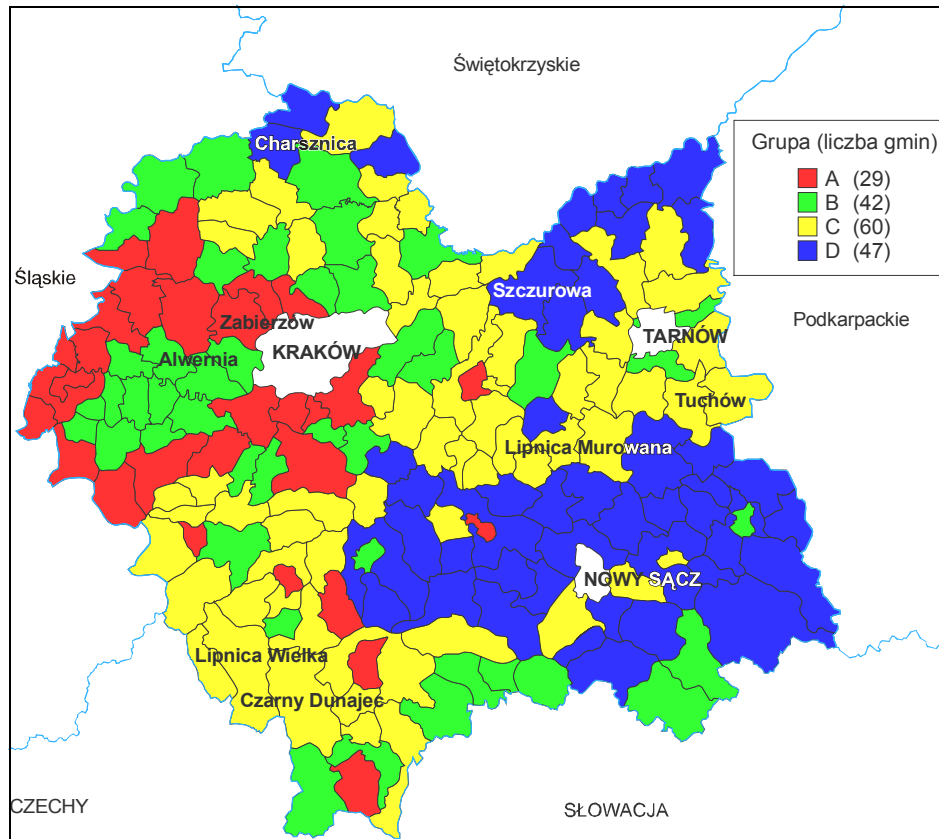 Świętokrzyskie
Charsznica
Grupa (liczba gmin)
A (29)
B (42)
C (60)
D (47)
Śląskie
Szczurowa
Zabierzów
Podkarpackie
TARNÓW
KRAKÓW
Alwernia
Tuchów
Lipnica Murowana
NOWY SĄCZ
Lipnica Wielka
Czarny Dunajec
CZECHY
SŁOWACJA